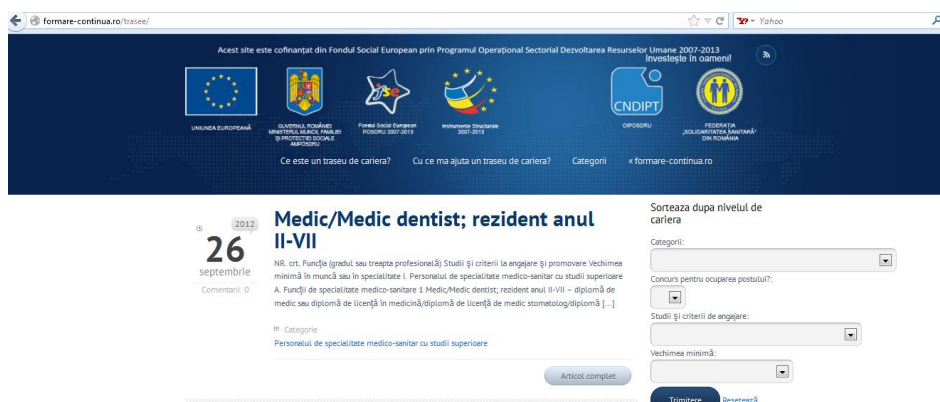 formare-continua.ro/trasee/
Yahoo
Acest site este cofinanțat din Fondul Social European prin Programul Operațional Sectorial Dezvoltarea Resurselor Umane 2007-2013
Investește în oameni!
fse
CNDIPT
UNIUNEA EUROPEANĂ
GUVERNUL ROMÂNIEI
MINISTERUL MUNCII, FAMILIEI
ȘI PROTECȚIEI SOCIALE
AMPOSDRU
Fondul Social European
POSDRU 2007-2013
Instrumente Structurale
2007-2013
OIPOSDRU
FEDERAȚIA
„SOLIDARITATEA SANITARĂ”
DIN ROMÂNIA
Ce este un traseu de cariera?
Cu ce ma ajuta un traseu de cariera?
Categorii
« formare-continua.ro
2012
26
septembrie
Comentarii: 0
Medic/Medic dentist; rezident anul
II-VII
NR. crt. Funcţia (gradul sau treapta profesională) Studii şi criterii la angajare şi promovare Vechimea
minimă în muncă sau în specialitate I. Personalul de specialitate medico-sanitar cu studii superioare
A. Funcţii de specialitate medico-sanitare 1 Medic/Medic dentist; rezident anul II-VII – diplomă de
medic sau diplomă de licenţă în medicină/diplomă de licenţă de medic stomatolog/diplomă [...]
Categorie
Personalul de specialitate medico-sanitar cu studii superioare
Articol complet
Sorteaza dupa nivelul de
cariera
Categorii:
Concurs pentru ocuparea postului?:
Studii şi criterii de angajare:
Vechimea minimă:
Trimitere
Resetează